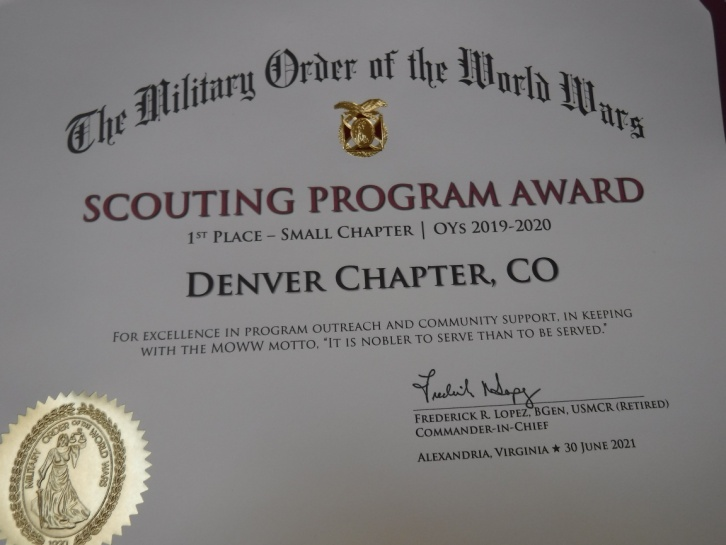 The Military Order of the World Wars
SCOUTING PROGRAM AWARD
1ST PLACE – SMALL CHAPTER | OYS 2019-2020
DENVER CHAPTER, CO
FOR EXCELLENCE IN PROGRAM OUTREACH AND COMMUNITY SUPPORT, IN KEEPING
WITH THE MOWW MOTTO, "IT IS NOBLER TO SERVE THAN TO BE SERVED."
Frederick Lopez
FREDERICK R. LOPEZ, BGEN, USMCR (RETIRED)
COMMANDER-IN-CHIEF
ALEXANDRIA, VIRGINIA ★ 30 JUNE 2021
MILITARY ORDER OF THE WORLD WARS